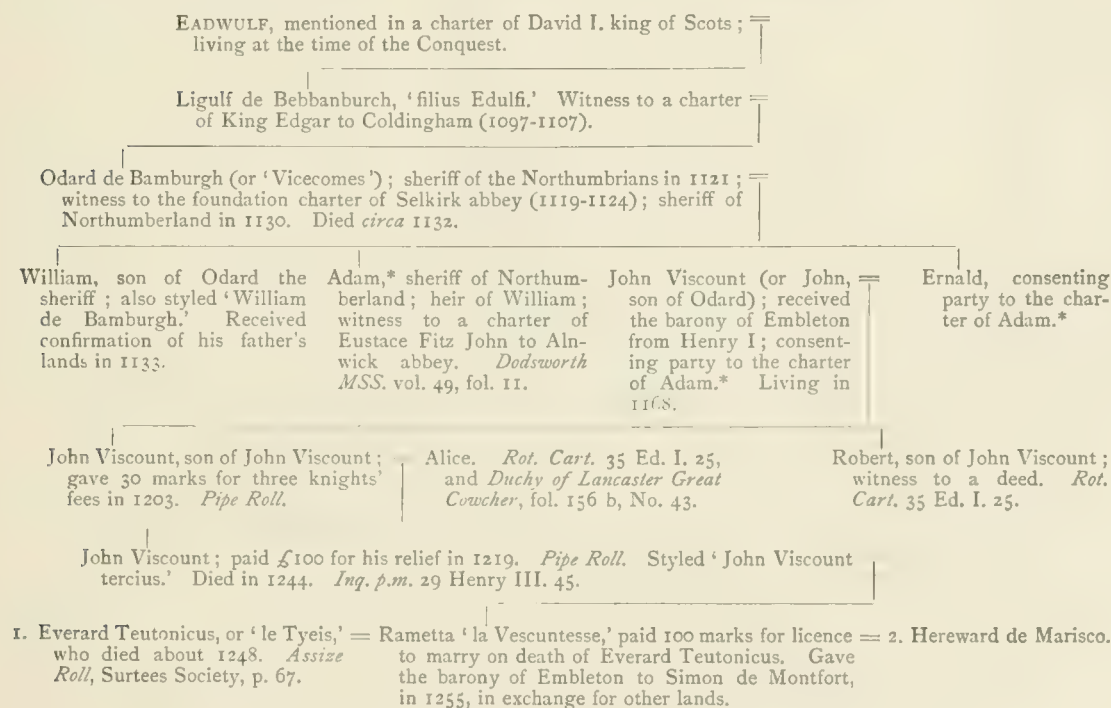 EADWULF, mentioned in a charter of David I. king of Scots ; =
living at the time of the Conquest.
Ligulf de Bebbanburch, ‘ filius Edulfi.’ Witness to a charter =
of King Edgar to Coldingham (1097-1107).
Odard de Bamburgh (or ‘ Vicecomes ’) ; sheriff of the Northumbrians in 1121 ; =
witness to the foundation charter of Selkirk abbey (1119-1124) ; sheriff of
Northumberland in 1130. Died circa 1132.
William, son of Odard the
sheriff ; also styled ‘ William
de Bamburgh.’ Received
confirmation of his father's
lands in 1133.
Adam,* sheriff of Northum-
berland ; heir of William ;
witness to a charter of
Eustace Fitz John to Aln-
wick abbey. Dodsworth
MSS. vol. 49, fol. 11.
John Viscount (or John, =
son of Odard) ; received
the barony of Embleton
from Henry I ; consent-
ing party to the charter
of Adam.* Living in
1168.
Ernald, consenting
party to the char-
ter of Adam.*
John Viscount, son of John Viscount ; =
gave 30 marks for three knights'
fees in 1203. Pipe Roll.
Alice. Rot. Cart. 35 Ed. I. 25,
and Duchy of Lancaster Great
Cowcher, fol. 156 b, No. 43.
Robert, son of John Viscount ;
witness to a deed. Rot.
Cart. 35 Ed. I. 25.
John Viscount ; paid £100 for his relief in 1219. Pipe Roll. Styled ‘ John Viscount
tercius.’ Died in 1244. Inq. p.m. 29 Henry III. 45.
1. Everard Teutonicus, or ‘ le Tyeis,’ =
who died about 1248. Assize
Roll, Surtees Society, p. 67.
Rametta ‘ la Vescuntesse,’ paid 100 marks for licence
to marry on death of Everard Teutonicus. Gave
the barony of Embleton to Simon de Montfort,
in 1255, in exchange for other lands.
= 2. Hereward de Marisco.